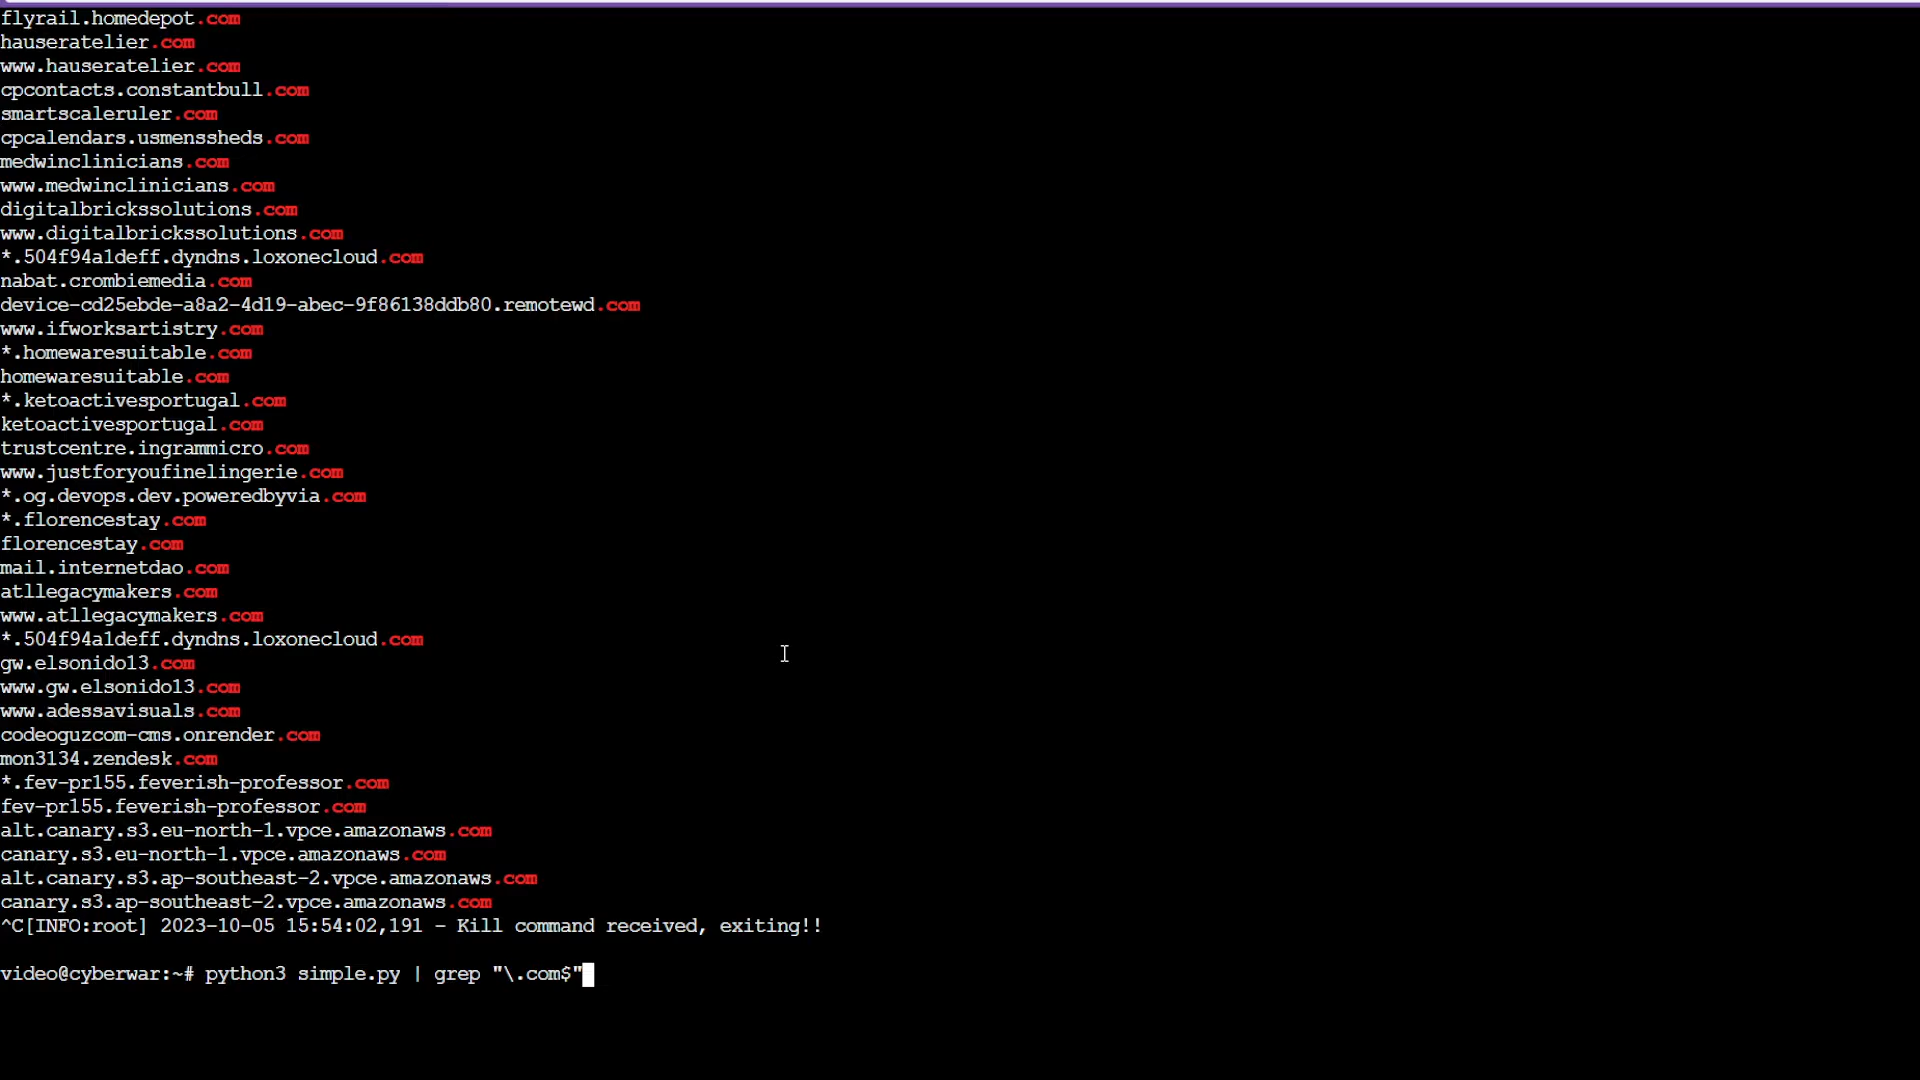 flyrail.homedepot.com
hauseratelier.com
www.hauseratelier.com
cpcontacts.constantbull.com
smartscaleruler.com
cpcalendars.usmenssheds.com
medwinclinicians.com
www.medwinclinicians.com
digitalbrickssolutions.com
www.digitalbrickssolutions.com
*.504f94a1deff.dyndns.loxonecloud.com
nabat.crombiemedia.com
device-cd25ebde-a8a2-4d19-abec-9f86138ddb80.remotewd.com
www.ifworksartistry.com
*.homewaresuitable.com
homewaresuitable.com
*.ketoactivesportugal.com
ketoactivesportugal.com
trustcentre.ingrammicro.com
www.justforyoufinelingerie.com
*.og.devops.dev.poweredbyvia.com
*.florencestay.com
florencestay.com
mail.internetdao.com
atllegacymakers.com
www.atllegacymakers.com
*.504f94a1deff.dyndns.loxonecloud.com
gw.elsonido13.com
www.gw.elsonido13.com
www.adessavisuals.com
codeoguzcom-cms.onrender.com
mon3134.zendesk.com
*.fev-pr155.feverish-professor.com
fev-pr155.feverish-professor.com
alt.canary.s3.eu-north-1.vpce.amazonaws.com
canary.s3.eu-north-1.vpce.amazonaws.com
alt.canary.s3.ap-southeast-2.vpce.amazonaws.com
canary.s3.ap-southeast-2.vpce.amazonaws.com
^C[INFO:root] 2023-10-05 15:54:02,191 - Kill command received, exiting!!
video@cyberwar:~# python3 simple.py | grep "\.com$"